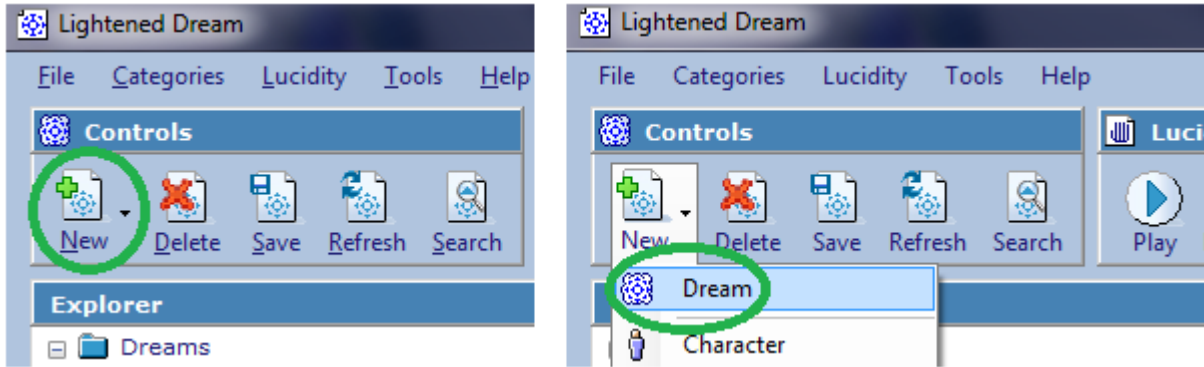 Lightened Dream
File Categories Lucidity Tools Help
Controls
New Delete Save Refresh Search
Explorer
Dreams
Lightened Dream
File Categories Lucidity Tools Help
Controls
Luci
New Delete Save Refresh Search Play
Dream
Character